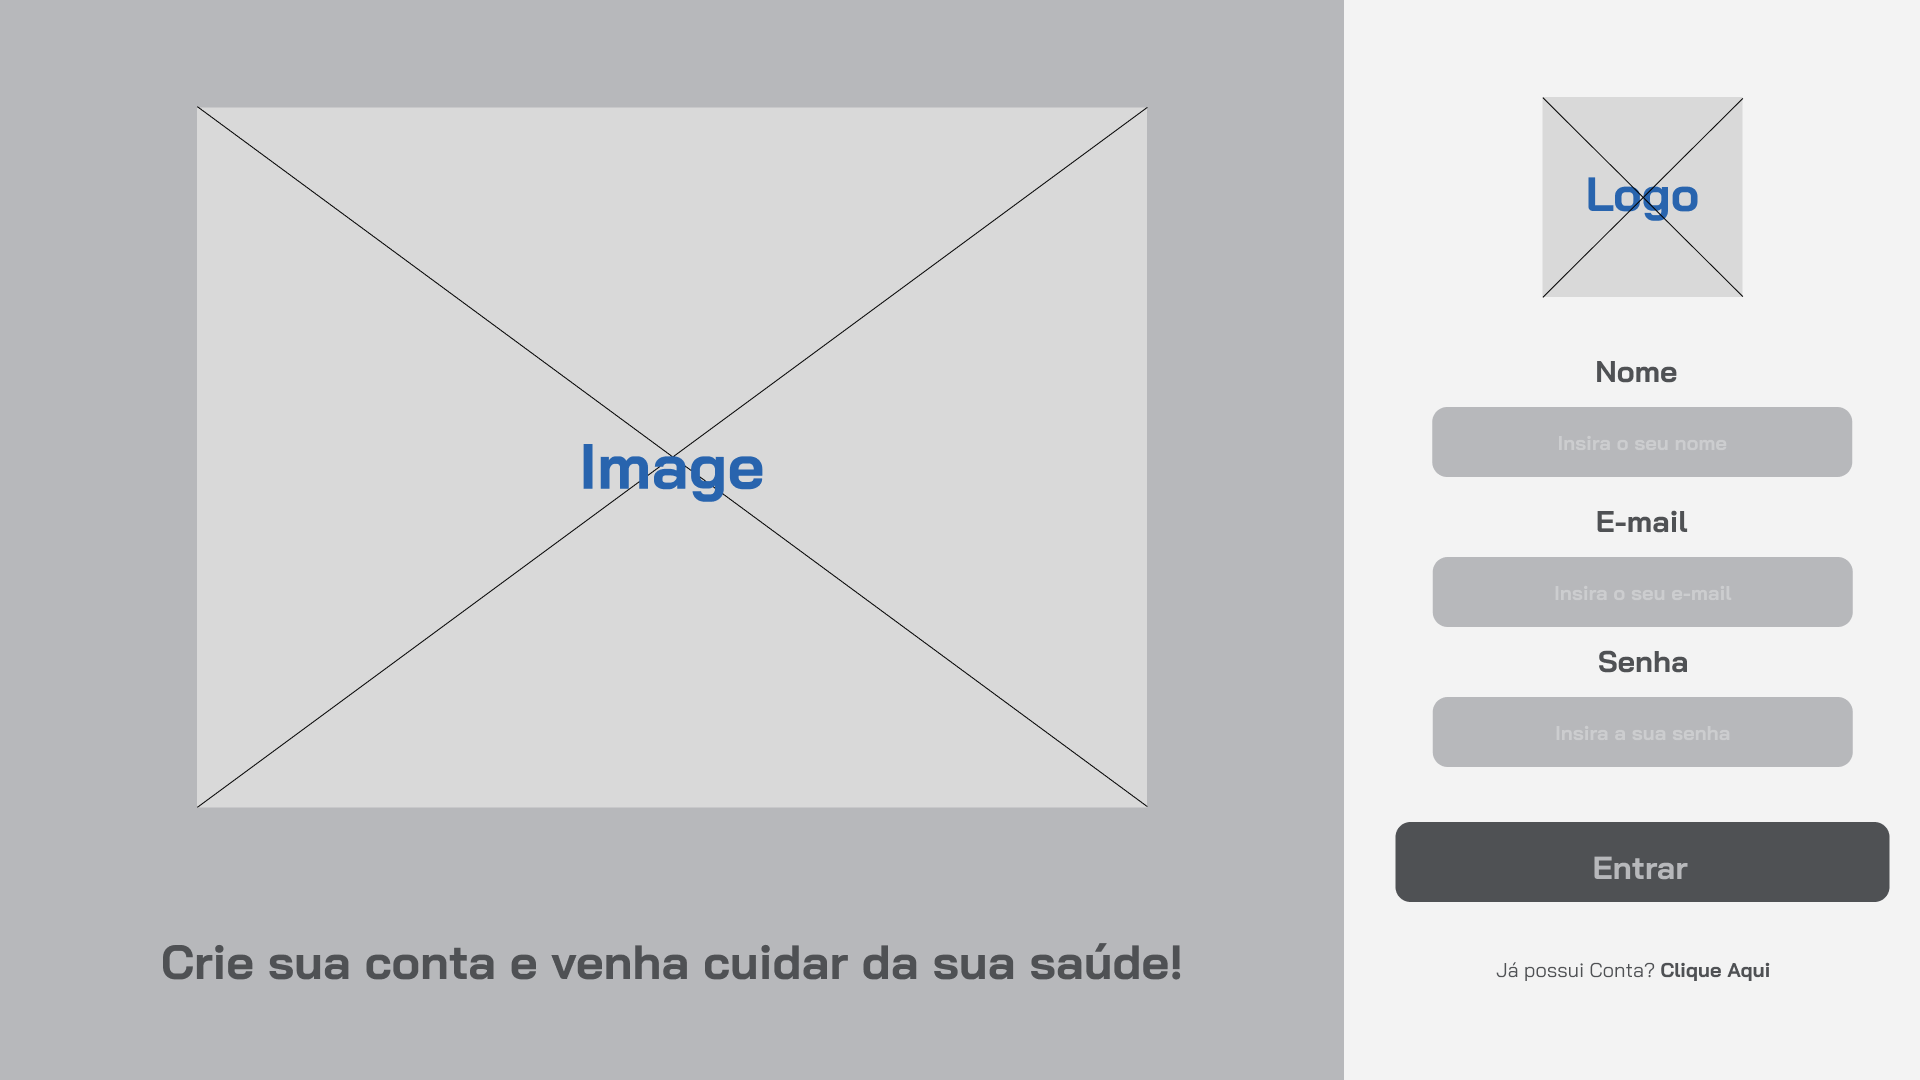 Image
Crie sua conta e venha cuidar da sua saúde!
Logo
Nome
Insira o seu nome
E-mail
Insira o seu e-mail
Senha
Insira a sua senha
Entrar
Já possui Conta? Clique Aqui